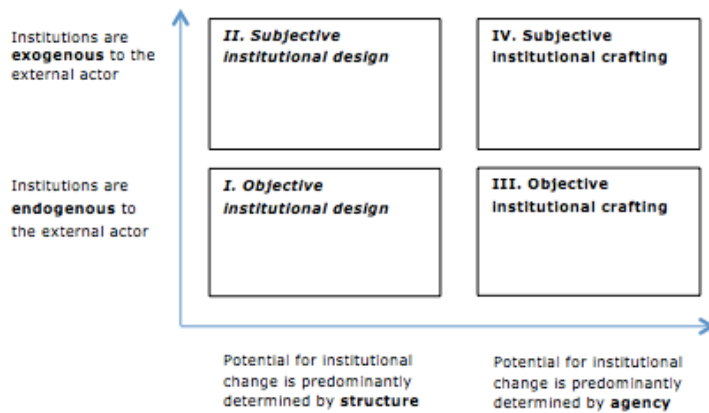 Institutions are
exogenous to the
external actor
II. Subjective
institutional design
IV. Subjective
institutional crafting
Institutions are
endogenous to
the external actor
I. Objective
institutional design
III. Objective
institutional crafting
Potential for institutional
change is predominantly
determined by structure
Potential for institutional
change is predominantly
determined by agency